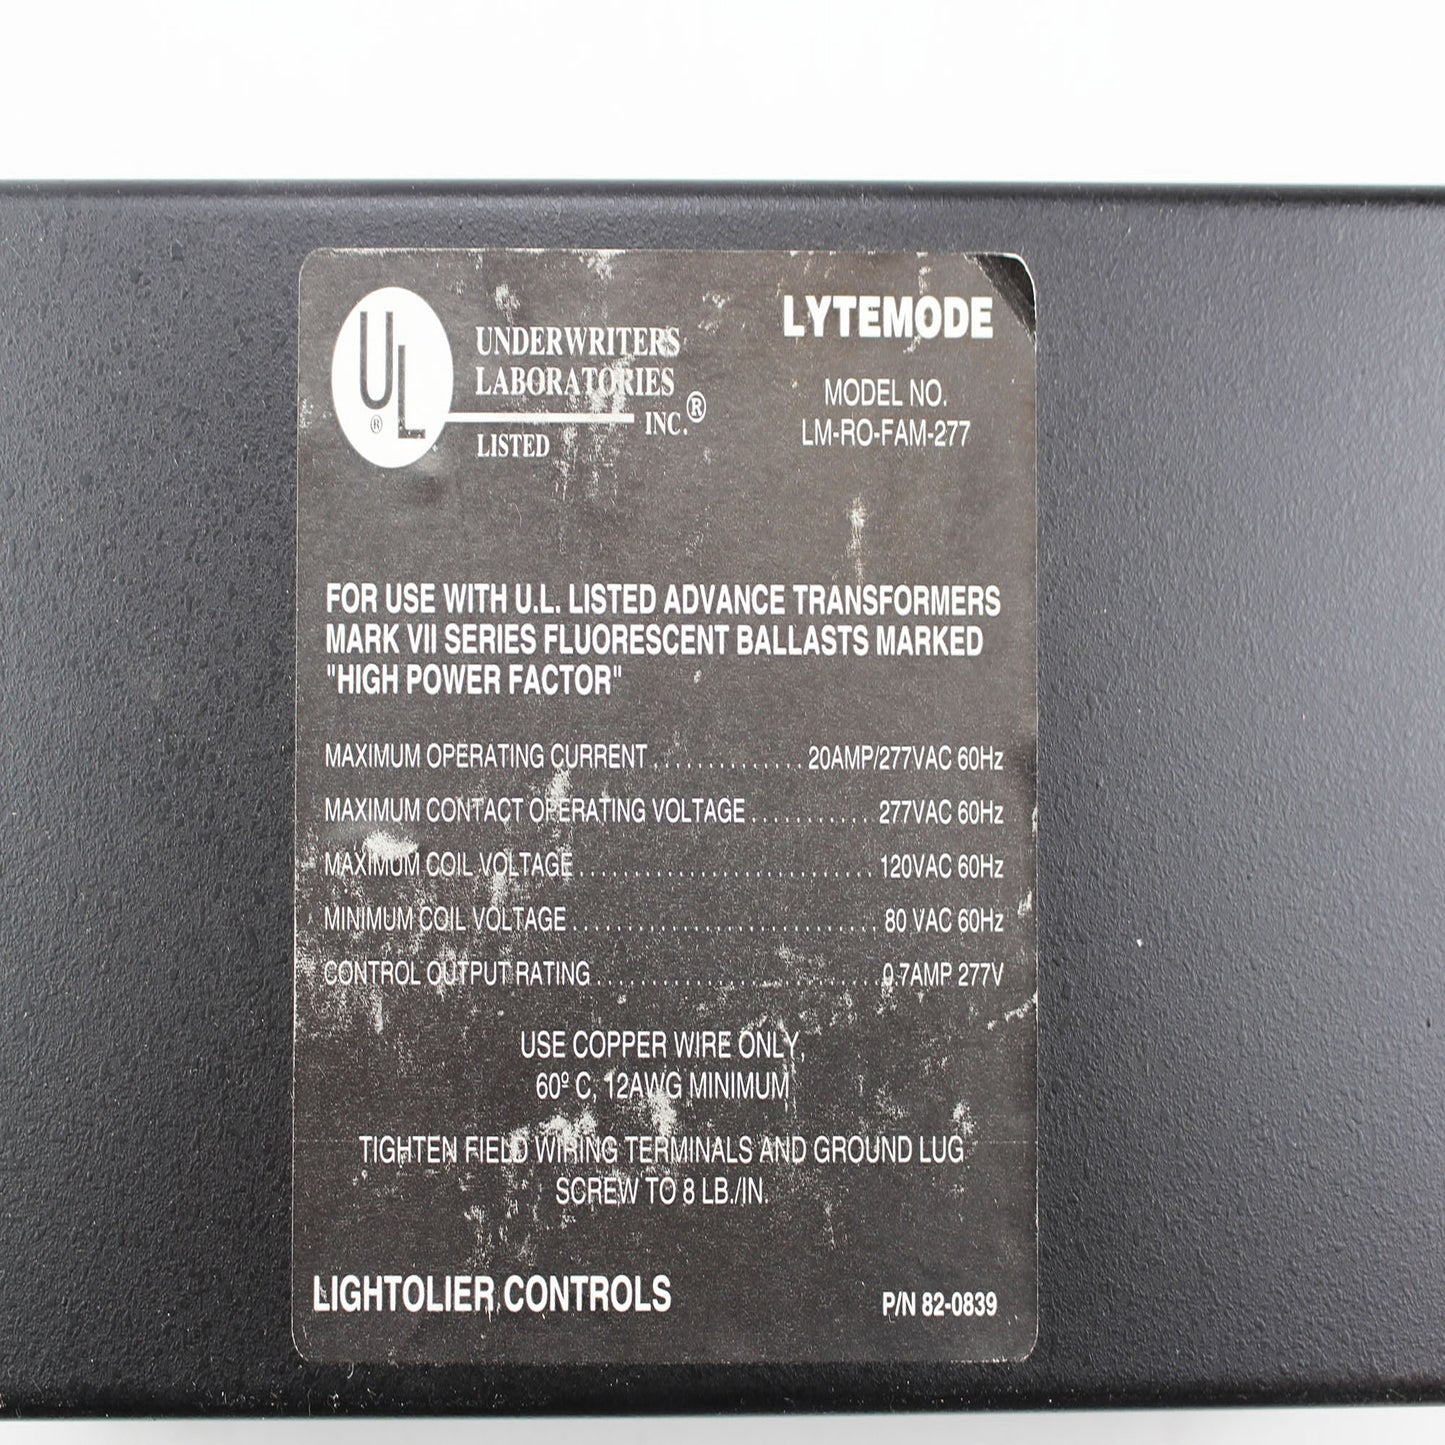 UL®
UNDERWRITERS
LABORATORIES
INC.®
LISTED
LYTEMODE
MODEL NO.
LM-RO-FAM-277
FOR USE WITH U.L. LISTED ADVANCE TRANSFORMERS
MARK VII SERIES FLUORESCENT BALLASTS MARKED
"HIGH POWER FACTOR"
MAXIMUM OPERATING CURRENT .............. 20AMP/277VAC 60Hz
MAXIMUM CONTACT OPERATING VOLTAGE ........... 277VAC 60Hz
MAXIMUM COIL VOLTAGE ........................... 120VAC 60Hz
MINIMUM COIL VOLTAGE ............................ 80 VAC 60Hz
CONTROL OUTPUT RATING ........................... 0.7AMP 277V
USE COPPER WIRE ONLY,
60º C, 12AWG MINIMUM
TIGHTEN FIELD WIRING TERMINALS AND GROUND LUG
SCREW TO 8 LB./IN.
LIGHTOLIER CONTROLS
P/N 82-0839